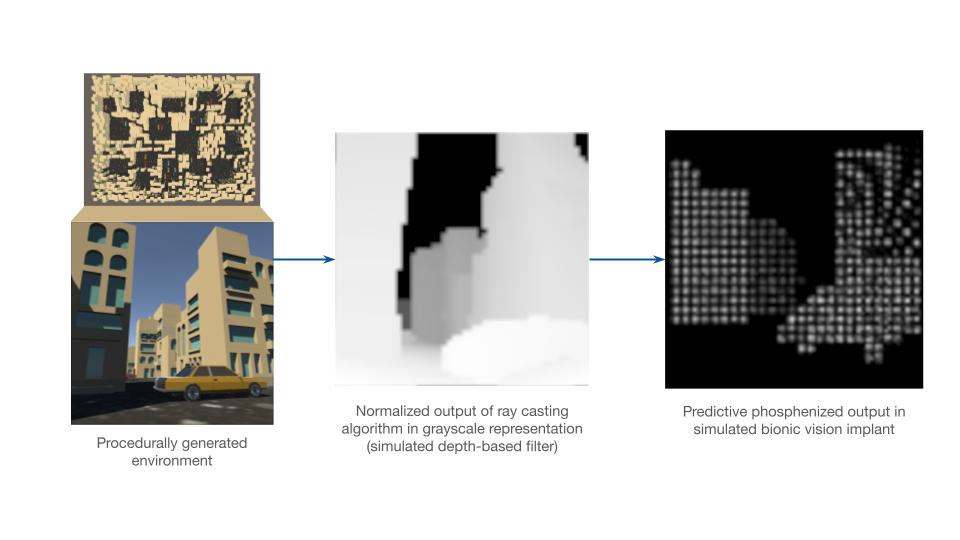 Procedurally generated
environment
Normalized output of ray casting
algorithm in grayscale representation
(simulated depth-based filter)
Predictive phosphenized output in
simulated bionic vision implant